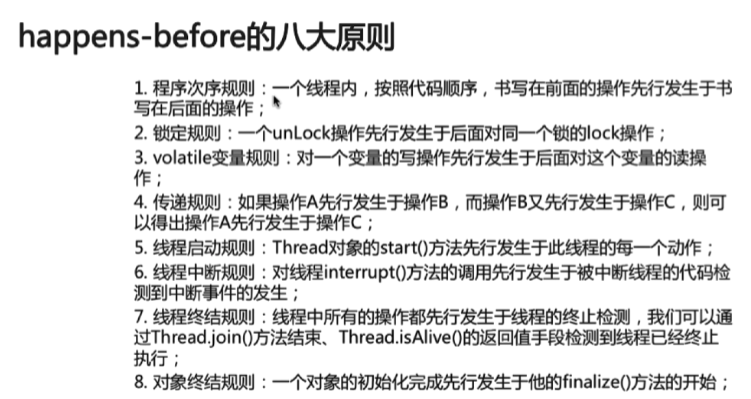 happens-before的八大原则
1. 程序次序规则：一个线程内，按照代码顺序，书写在前面的操作先行发生于书
写在后面的操作；
2. 锁定规则：一个unLock操作先行发生于后面对同一个锁的lock操作；
3. volatile变量规则：对一个变量的写操作先行发生于后面对这个变量的读操
作；
4. 传递规则：如果操作A先行发生于操作B，而操作B又先行发生于操作C，则可
以得出操作A先行发生于操作C；
5. 线程启动规则：Thread对象的start()方法先行发生于此线程的每一个动作；
6. 线程中断规则：对线程interrupt()方法的调用先行发生于被中断线程的代码检
测到中断事件的发生；
7. 线程终结规则：线程中所有的操作都先行发生于线程的终止检测，我们可以通
过Thread.join()方法结束、Thread.isAlive()的返回值手段检测到线程已经终止
执行；
8. 对象终结规则：一个对象的初始化完成先行发生于他的finalize()方法的开始；